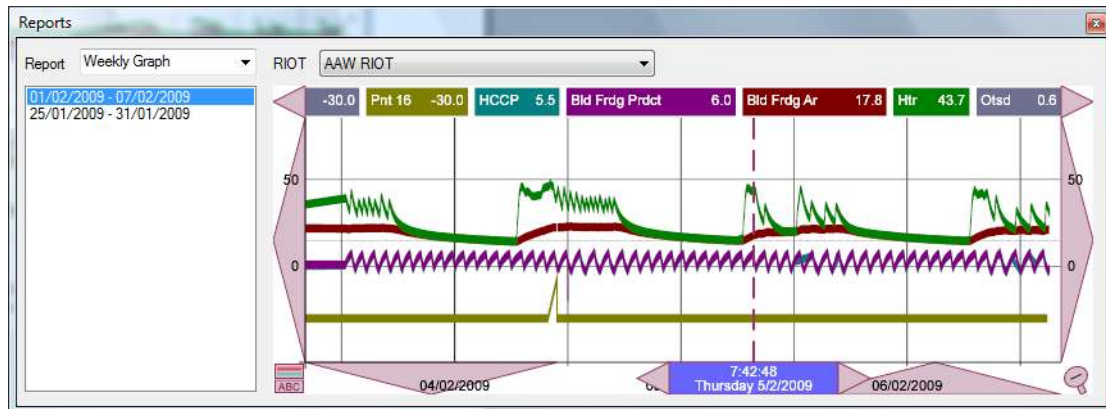 Reports
Report Weekly Graph RIOT AAW RIOT
01/02/2009 - 07/02/2009
25/01/2009 - 31/01/2009
-30.0 Pnt 16 -30.0 HCCP 5.5 Bld Frdg Prdct 6.0 Bld Frdg Ar 17.8 Htr 43.7 Otsd 0.6
50 50
0 0
7:42:48
ABC 04/02/2009 Thursday 5/2/2009 06/02/2009